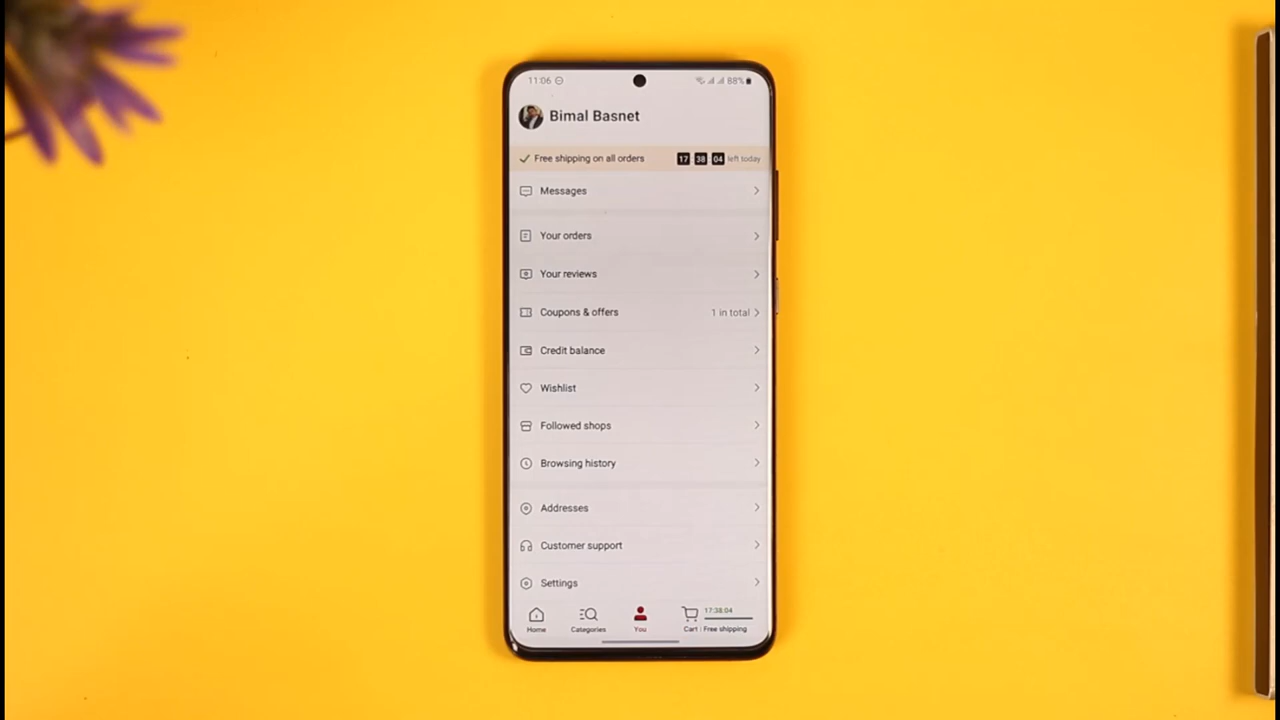 11:06 88%
Bimal Basnet
Free shipping on all orders 17 38 04 left today
Messages
Your orders
Your reviews
Coupons & offers 1 in total
Credit balance
Wishlist
Followed shops
Browsing history
Addresses
Customer support
Settings
17:38:04
Home Categories You Cart Free shipping